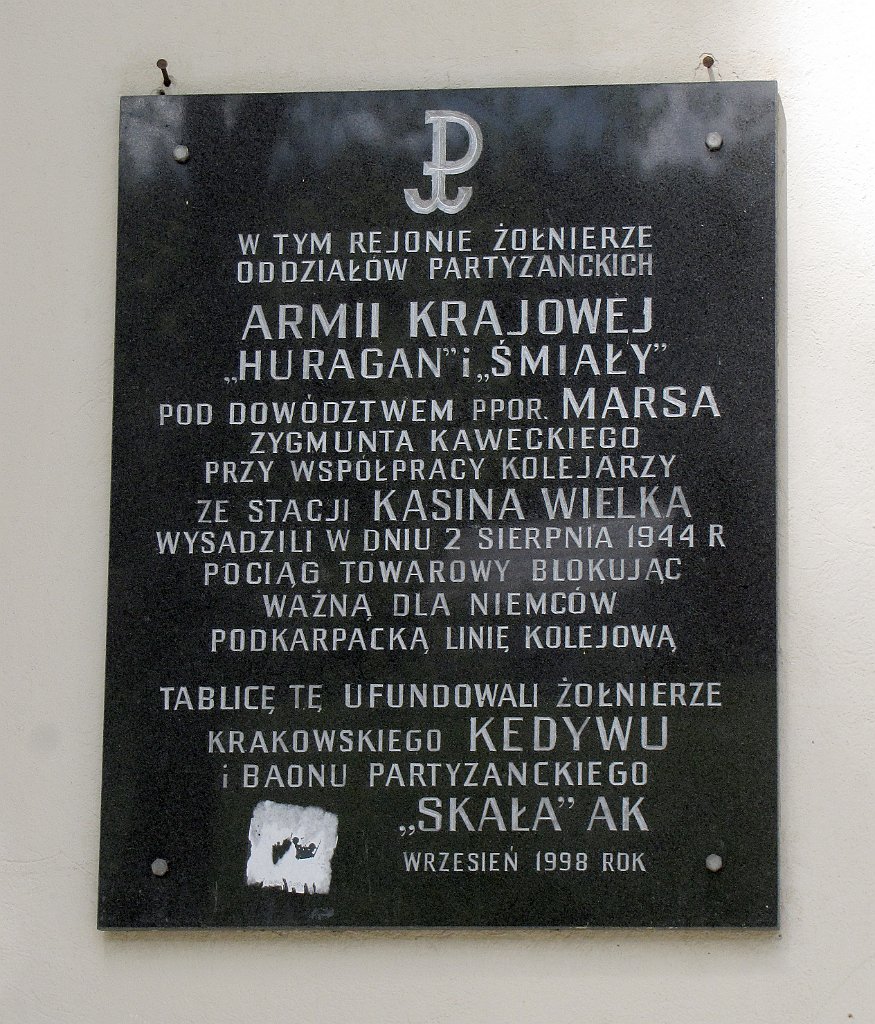 W TYM REJONIE ŻOŁNIERZE
ODDZIAŁÓW PARTYZANCKICH
ARMII KRAJOWEJ
„HURAGAN” i „ŚMIAŁY”
POD DOWÓDZTWEM PPOR. MARSA
ZYGMUNTA KAWECKIEGO
PRZY WSPÓŁPRACY KOLEJARZY
ZE STACJI KASINA WIELKA
WYSADZILI W DNIU 2 SIERPNIA 1944 R
POCIĄG TOWAROWY BLOKUJĄC
WAŻNĄ DLA NIEMCÓW
PODKARPACKĄ LINIĘ KOLEJOWĄ
TABLICĘ TĘ UFUNDOWALI ŻOŁNIERZE
KRAKOWSKIEGO KEDYWU
i BAONU PARTYZANCKIEGO
„SKAŁA” AK
WRZESIEŃ 1998 ROK